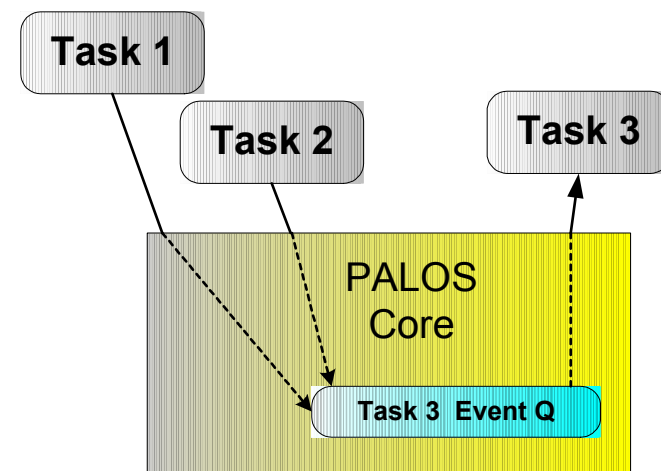 Task 1
Task 2
Task 3
PALOS
Core
Task 3 Event Q